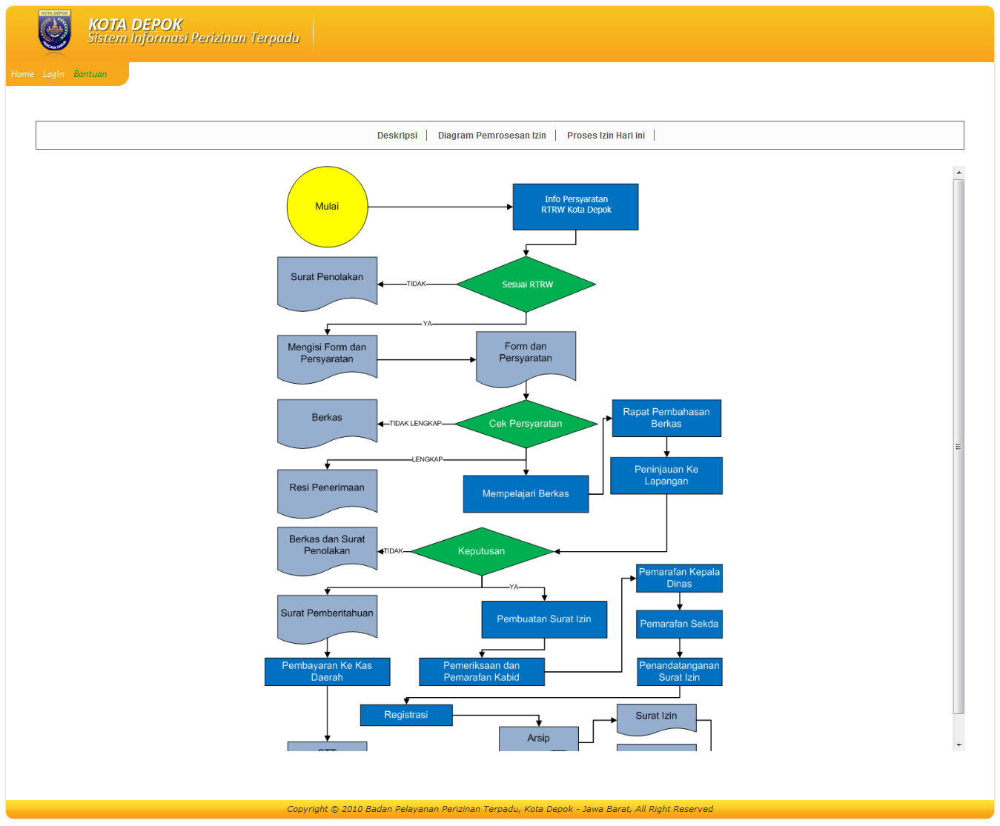 KOTA DEPOK
KOTA DEPOK
Sistem Informasi Perizinan Terpadu
Home Login Bantuan
Deskripsi
Diagram Pemrosesan Izin
Proses Izin Hari ini
Mulai
Info Persyaratan
RTRW Kota Depok
Surat Penolakan
TIDAK
Sesuai RTRW
YA
Mengisi Form dan
Persyaratan
Form dan
Persyaratan
Berkas
TIDAK LENGKAP
Cek Persyaratan
Rapat Pembahasan
Berkas
LENGKAP
Peninjauan Ke
Lapangan
Resi Penerimaan
Mempelajari Berkas
Berkas dan Surat
Penolakan
TIDAK
Keputusan
Pemarafan Kepala
Dinas
YA
Surat Pemberitahuan
Pembuatan Surat Izin
Pemarafan Sekda
Pembayaran Ke Kas
Daerah
Pemeriksaan dan
Pemarafan Kabid
Penandatanganan
Surat Izin
Registrasi
Surat Izin
Arsip
Copyright © 2010 Badan Pelayanan Perizinan Terpadu, Kota Depok - Jawa Barat, All Right Reserved